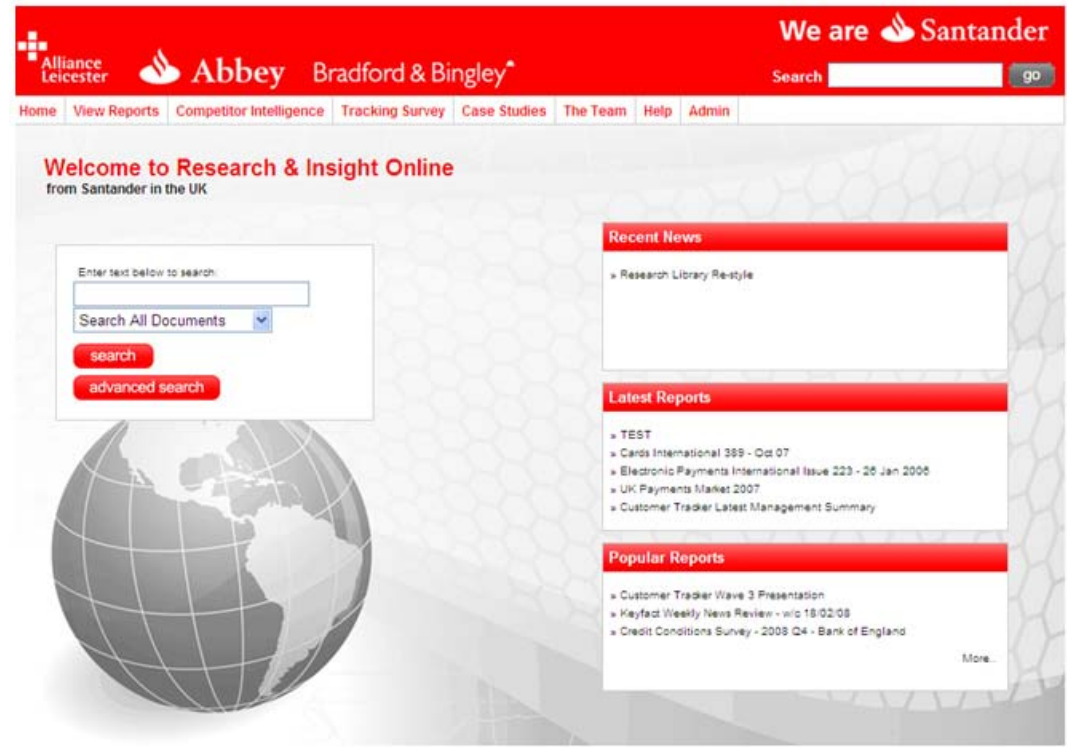 We are Santander
Alliance
Leicester
Abbey
Bradford & Bingley
Search
go
Home View Reports Competitor Intelligence Tracking Survey Case Studies The Team Help Admin
Welcome to Research & Insight Online
from Santander in the UK
Enter text below to search:
Search All Documents
search
advanced search
Recent News
» Research Library Re-style
Latest Reports
» TEST
» Cards International 389 - Oct 07
» Electronic Payments International Issue 223 - 26 Jan 2006
» UK Payments Market 2007
» Customer Tracker Latest Management Summary
Popular Reports
» Customer Tracker Wave 3 Presentation
» Keyfact Weekly News Review - w/c 18/02/08
» Credit Conditions Survey - 2008 Q4 - Bank of England
More..